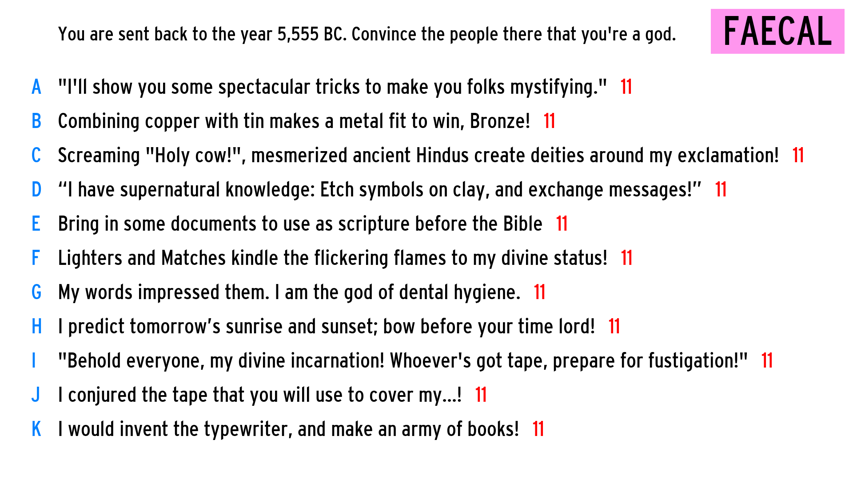 You are sent back to the year 5,555 BC. Convince the people there that you're a god.
FAECAL
A "I'll show you some spectacular tricks to make you folks mystifying." 11
B Combining copper with tin makes a metal fit to win, Bronze! 11
C Screaming "Holy cow!", mesmerized ancient Hindus create deities around my exclamation! 11
D “I have supernatural knowledge: Etch symbols on clay, and exchange messages!” 11
E Bring in some documents to use as scripture before the Bible 11
F Lighters and Matches kindle the flickering flames to my divine status! 11
G My words impressed them. I am the god of dental hygiene. 11
H I predict tomorrow’s sunrise and sunset; bow before your time lord! 11
I "Behold everyone, my divine incarnation! Whoever's got tape, prepare for fustigation!" 11
J I conjured the tape that you will use to cover my...! 11
K I would invent the typewriter, and make an army of books! 11